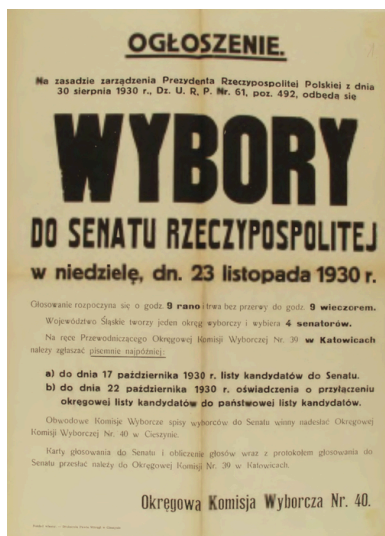 OGŁOSZENIE.
Na zasadzie zarządzenia Prezydenta Rzeczypospolitej Polskiej z dnia
30 sierpnia 1930 r., Dz. U. R. P. Nr. 61, poz. 492, odbędą się
WYBORY
DO SENATU RZECZYPOSPOLITEJ
w niedzielę, dn. 23 listopada 1930 r.
Głosowanie rozpoczyna się o godz. 9 rano i trwa bez przerwy do godz. 9 wieczorem.
Województwo Śląskie tworzy jeden okręg wyborczy i wybiera 4 senatorów.
Na ręce Przewodniczącego Okręgowej Komisji Wyborczej Nr. 39 w Katowicach
należy zgłaszać pisemnie najpóźniej:
a) do dnia 17 października 1930 r. listy kandydatów do Senatu.
b) do dnia 22 października 1930 r. oświadczenia o przyłączeniu
okręgowej listy kandydatów do państwowej listy kandydatów.
Obwodowe Komisje Wyborcze spisy wyborców do Senatu winny nadesłać Okręgowej
Komisji Wyborczej Nr. 40 w Cieszynie.
Karty głosowania do Senatu i obliczenie głosów wraz z protokołem głosowania do
Senatu przesłać należy do Okręgowej Komisji Nr. 39 w Katowicach.
Okręgowa Komisja Wyborcza Nr. 40.